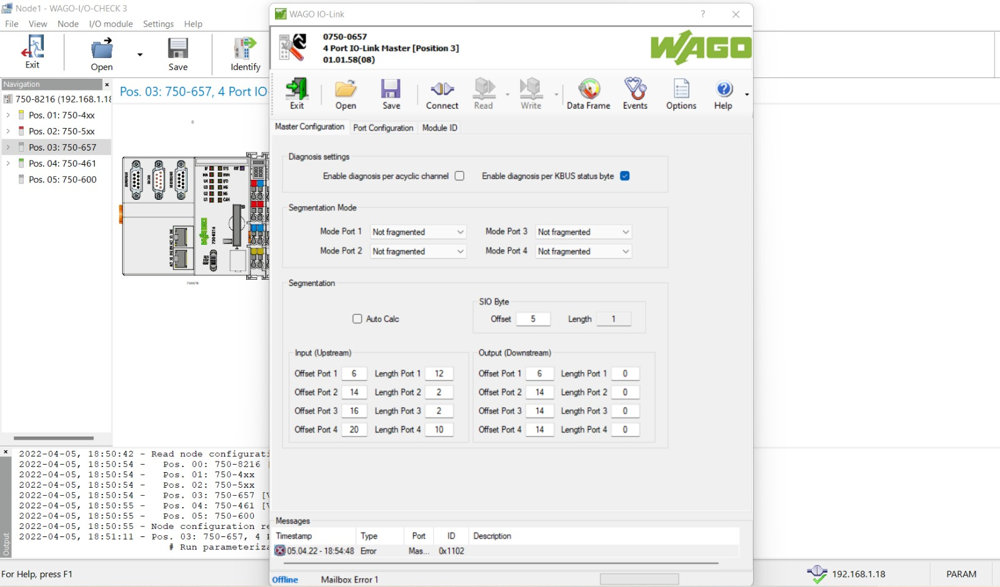 Node1 - WAGO-I/O-CHECK 3
File View Node I/O module Settings Help
Exit Open Save Identify
Navigation
750-8216 (192.168.1.18
Pos. 01: 750-4xx
Pos. 02: 750-5xx
Pos. 03: 750-657
Pos. 04: 750-461
Pos. 05: 750-600
Pos. 03: 750-657, 4 Port IO-
WAGO IO-Link
0750-0657
4 Port IO-Link Master [Position 3]
01.01.58(08)
WAGO
Exit Open Save Connect Read Write Data Frame Events Options Help
Master Configuration Port Configuration Module ID
Diagnosis settings
Enable diagnosis per acyclic channel Enable diagnosis per KBUS status byte
Segmentation Mode
Mode Port 1 Not fragmented Mode Port 3 Not fragmented
Mode Port 2 Not fragmented Mode Port 4 Not fragmented
Segmentation
SIO Byte
Auto Calc Offset 5 Length 1
Input (Upstream) Output (Downstream)
Offset Port 1 6 Length Port 1 12 Offset Port 1 6 Length Port 1 0
Offset Port 2 14 Length Port 2 2 Offset Port 2 14 Length Port 2 0
Offset Port 3 16 Length Port 3 2 Offset Port 3 14 Length Port 3 0
Offset Port 4 20 Length Port 4 10 Offset Port 4 14 Length Port 4 0
Messages
Timestamp Type Port ID Description
05.04.22 - 18:54:48 Error Mas... 0x1102
Offline Mailbox Error 1
Output
2022-04-05, 18:50:42 - Read node configurati
2022-04-05, 18:50:54 - Pos. 00: 750-8216
2022-04-05, 18:50:54 - Pos. 01: 750-4xx
2022-04-05, 18:50:54 - Pos. 02: 750-5xx
2022-04-05, 18:50:54 - Pos. 03: 750-657 [V
2022-04-05, 18:50:55 - Pos. 04: 750-461 [V
2022-04-05, 18:50:55 - Pos. 05: 750-600
2022-04-05, 18:50:55 - Node configuration re
2022-04-05, 18:51:11 - Pos. 03: 750-657, 4 P
# Run parameteriza
For Help, press F1
192.168.1.18 PARAM